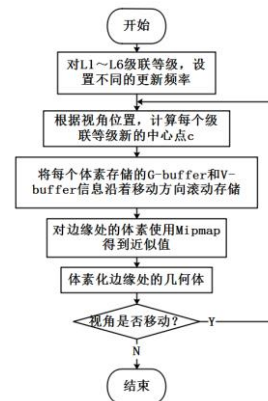 开始
对L1～L6级联等级，设
置不同的更新频率
根据视角位置，计算每个级
联等级新的中心点c
将每个体素存储的G-buffer和V-
buffer信息沿着移动方向滚动存储
对边缘处的体素使用Mipmap
得到近似值
体素化边缘处的几何体
视角是否移动？
Y
N
结束